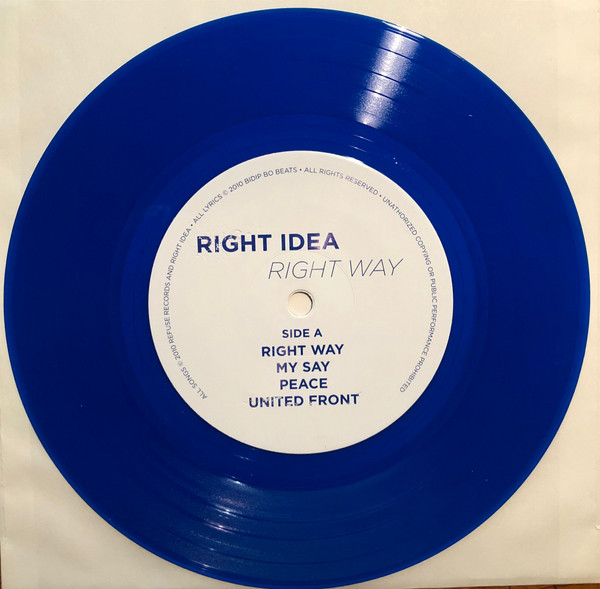 ALL SONGS © 2010 REFUSE RECORDS AND RIGHT IDEA • ALL LYRICS © 2010 BIDIP BO BEATS • ALL RIGHTS RESERVED • UNATHORIZED COPYING OR PUBLIC PERFORMANCE PROHIBITED
RIGHT IDEA
RIGHT WAY
SIDE A
RIGHT WAY
MY SAY
PEACE
UNITED FRONT